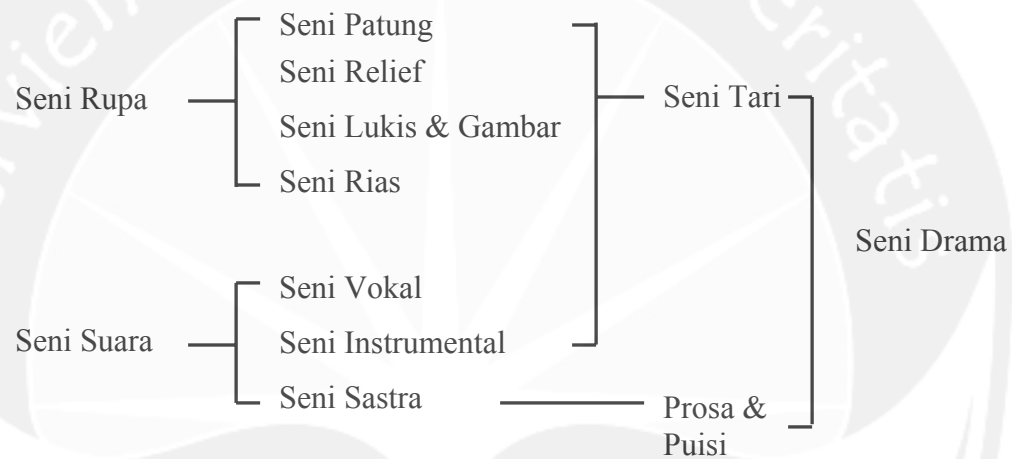 Seni Patung
Seni Relief
Seni Rupa
Seni Tari
Seni Lukis & Gambar
Seni Rias
Seni Drama
Seni Vokal
Seni Suara
Seni Instrumental
Seni Sastra
Prosa &
Puisi